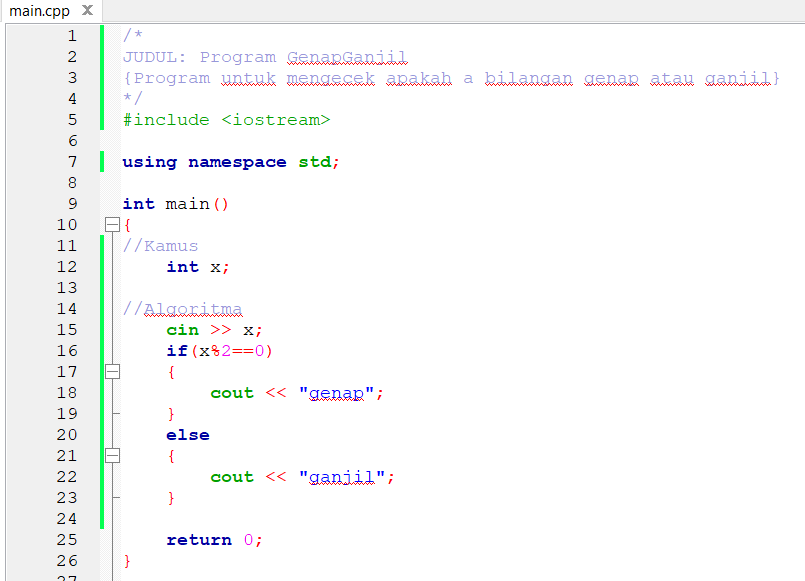 main.cpp X
1 /*
2 JUDUL: Program GenapGanjil
3 {Program untuk mengecek apakah a bilangan genap atau ganjil}
4 */
5 #include <iostream>
6
7 using namespace std;
8
9 int main()
10 {
11 //Kamus
12 int x;
13
14 //Algoritma
15 cin >> x;
16 if(x%2==0)
17 {
18 cout << "genap";
19 }
20 else
21 {
22 cout << "ganjil";
23 }
24
25 return 0;
26 }
27